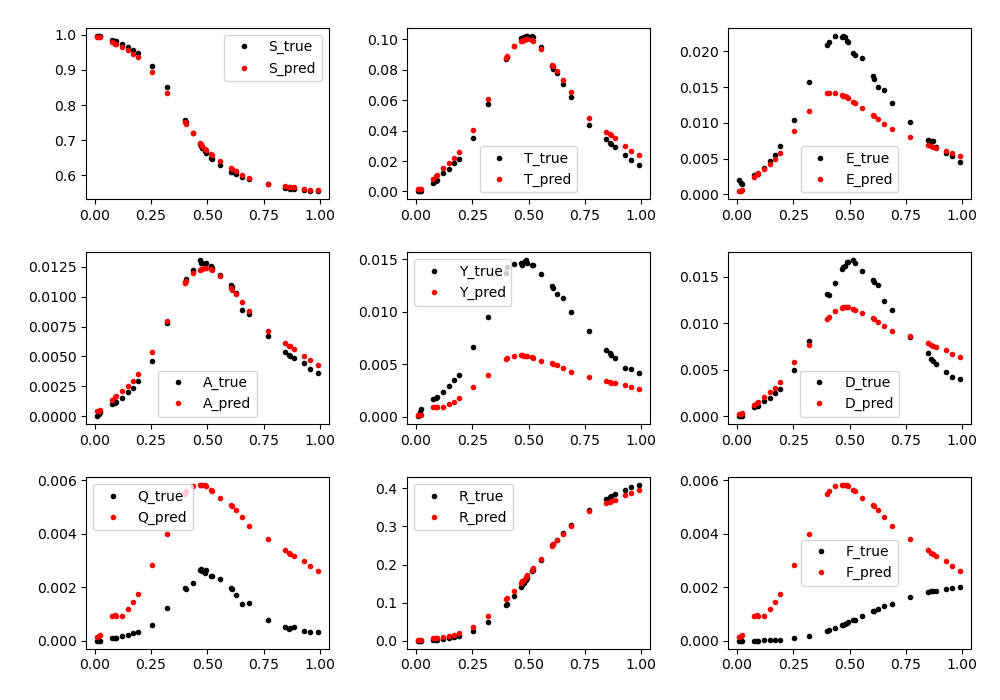 1.0
0.9
0.8
0.7
0.6
S_true
S_pred
0.00 0.25 0.50 0.75 1.00
0.10
0.08
0.06
0.04
0.02
0.00
T_true
T_pred
0.00 0.25 0.50 0.75 1.00
0.020
0.015
0.010
0.005
0.000
E_true
E_pred
0.00 0.25 0.50 0.75 1.00
0.0125
0.0100
0.0075
0.0050
0.0025
0.0000
A_true
A_pred
0.00 0.25 0.50 0.75 1.00
0.015
0.010
0.005
0.000
Y_true
Y_pred
0.00 0.25 0.50 0.75 1.00
0.015
0.010
0.005
0.000
D_true
D_pred
0.00 0.25 0.50 0.75 1.00
0.006
0.004
0.002
0.000
Q_true
Q_pred
0.00 0.25 0.50 0.75 1.00
0.4
0.3
0.2
0.1
0.0
R_true
R_pred
0.00 0.25 0.50 0.75 1.00
0.006
0.004
0.002
0.000
F_true
F_pred
0.00 0.25 0.50 0.75 1.00